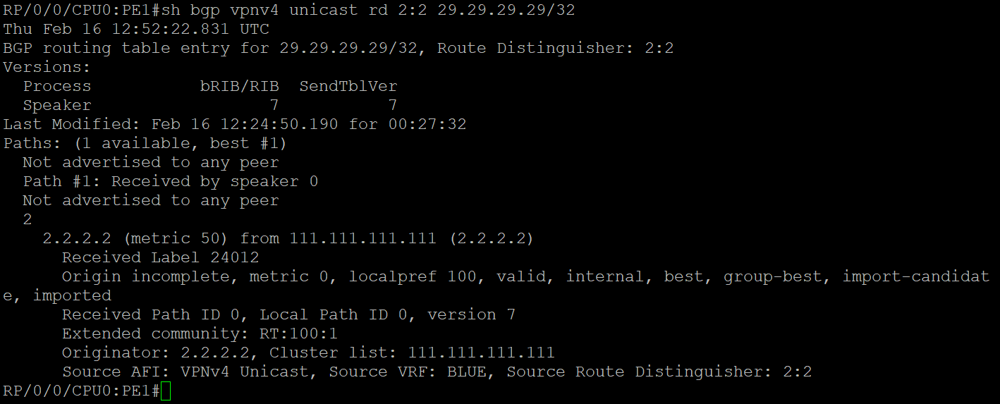 RP/0/0/CPU0:PE1#sh bgp vpnv4 unicast rd 2:2 29.29.29.29/32
Thu Feb 16 12:52:22.831 UTC
BGP routing table entry for 29.29.29.29/32, Route Distinguisher: 2:2
Versions:
  Process           bRIB/RIB  SendTblVer
  Speaker                  7           7
Last Modified: Feb 16 12:24:50.190 for 00:27:32
Paths: (1 available, best #1)
  Not advertised to any peer
  Path #1: Received by speaker 0
  Not advertised to any peer
  2
    2.2.2.2 (metric 50) from 111.111.111.111 (2.2.2.2)
      Received Label 24012
      Origin incomplete, metric 0, localpref 100, valid, internal, best, group-best, import-candidat
e, imported
      Received Path ID 0, Local Path ID 0, version 7
      Extended community: RT:100:1
      Originator: 2.2.2.2, Cluster list: 111.111.111.111
      Source AFI: VPNv4 Unicast, Source VRF: BLUE, Source Route Distinguisher: 2:2
RP/0/0/CPU0:PE1#